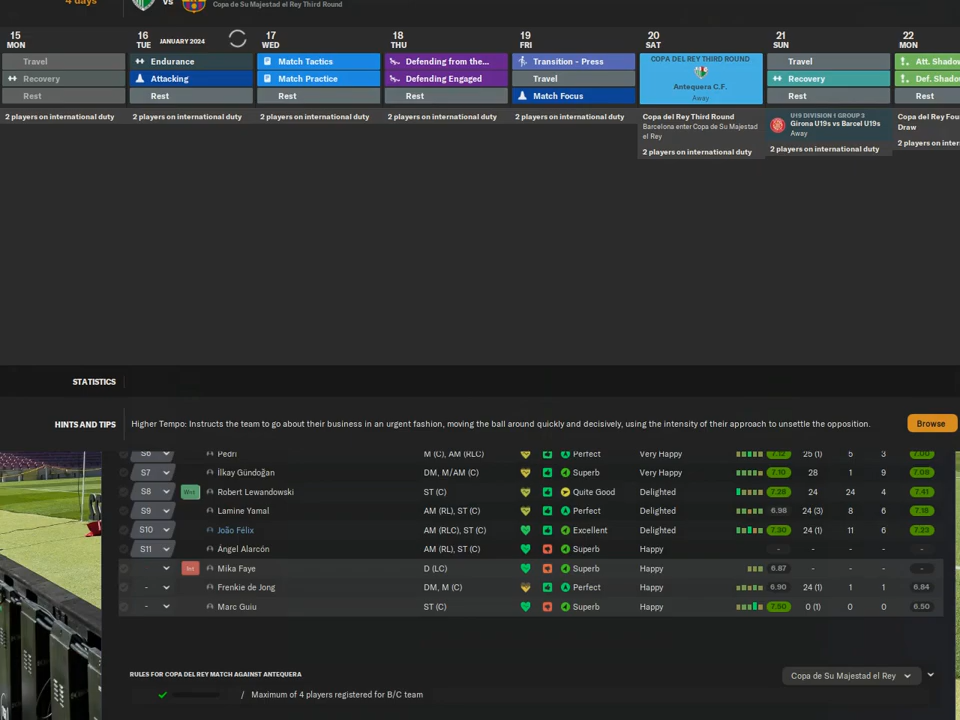 4 days
vs
Copa de Su Majestad el Rey Third Round
15 MON
16 TUE JANUARY 2024
17 WED
18 THU
19 FRI
20 SAT
21 SUN
22 MON
Travel Endurance Match Tactics Defending from the... Transition - Press COPA DEL REY THIRD ROUND Travel Att. Shadow
Recovery Attacking Match Practice Defending Engaged Travel Antequera C.F. Recovery Def. Shado
Rest Rest Rest Rest Match Focus Away Rest Rest
2 players on international duty 2 players on international duty 2 players on international duty 2 players on international duty 2 players on international duty
Copa del Rey Third Round
Barcelona enter Copa de Su Majestad
el Rey
2 players on international duty
U19 DIVISION 1 GROUP 3
Girona U19s vs Barcel U19s
Away
2 players on international duty
Copa del Rey Fou
Draw
2 players on inter
STATISTICS
HINTS AND TIPS Higher Tempo: Instructs the team to go about their business in an urgent fashion, moving the ball around quickly and decisively, using the intensity of their approach to unsettle the opposition. Browse
S6 Pedri M (C), AM (RLC) Perfect Very Happy 7.12 25 (1) 5 3 7.00
S7 İlkay Gündoğan DM, M/AM (C) Superb Very Happy 7.10 28 1 9 7.08
S8 Wnt Robert Lewandowski ST (C) Quite Good Delighted 7.26 24 24 4 7.41
S9 Lamine Yamal AM (RL), ST (C) Perfect Delighted 6.98 24 (3) 8 6 7.18
S10 João Félix AM (RLC), ST (C) Excellent Delighted 7.30 24 (1) 11 6 7.23
S11 Ángel Alarcón AM (RL), ST (C) Superb Happy - - - - -
Mika Faye D (LC) Superb Happy 6.87 - - - -
- Frenkie de Jong DM, M (C) Perfect Happy 6.90 24 (1) 1 1 6.84
- Marc Guiu ST (C) Superb Happy 7.50 0 (1) 0 0 6.50
RULES FOR COPA DEL REY MATCH AGAINST ANTEQUERA Copa de Su Majestad el Rey
/ Maximum of 4 players registered for B/C team